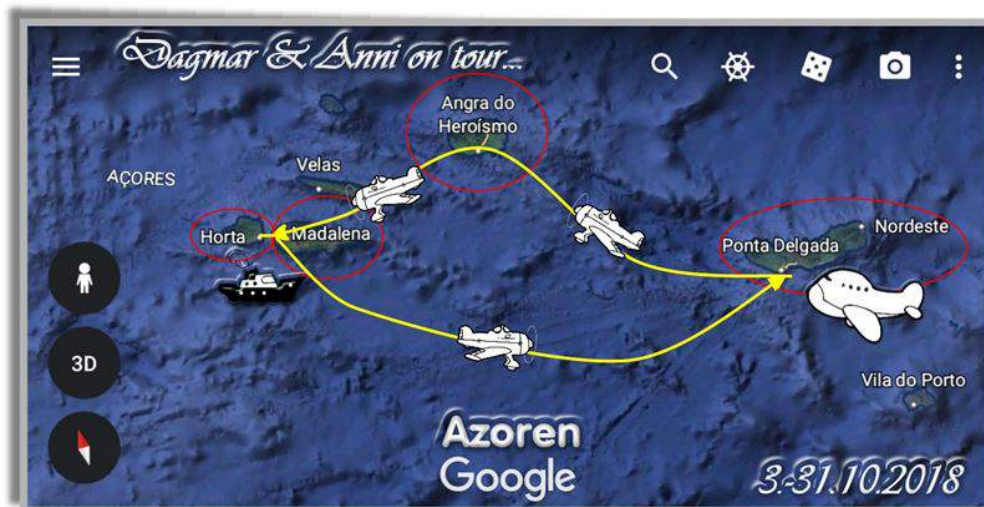 Dagmar & Anni on tour...
Angra do
Heroísmo
Velas
AÇORES
Horta
Madalena
Nordeste
Ponta Delgada
3D
Vila do Porto
Azoren
Google
3.-31.10.2018